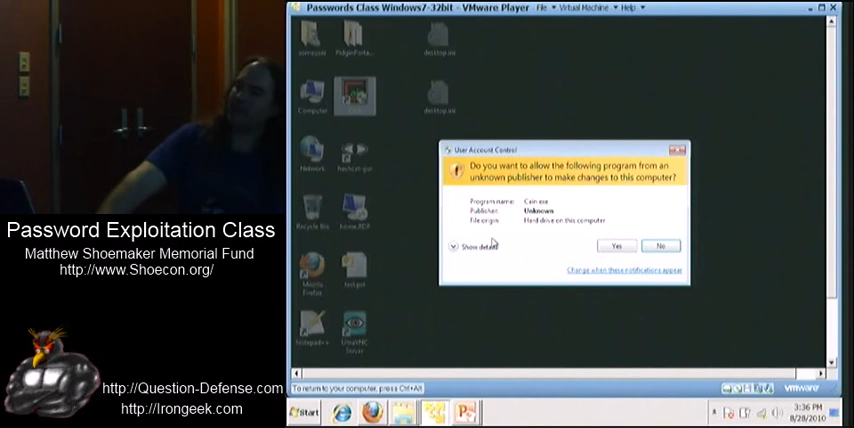 Passwords Class Windows7-32bit - VMware Player File Virtual Machine Help
someuser
PidginPorta...
desktop.ini
Computer
desktop.ini
Network
Recycle Bin
home.RDP
Mozilla
Firefox
Notepad++
UltraVNC
Server
User Account Control
Do you want to allow the following program from an
unknown publisher to make changes to this computer?
Program name: Cain.exe
Publisher: Unknown
File origin: Hard drive on this computer
Show details
Yes
No
Change when these notifications appear
Password Exploitation Class
Matthew Shoemaker Memorial Fund
http://www.Shoecon.org/
http://Question-Defense.com
http://Irongeek.com
To return to your computer, press Ctrl+Alt
vmware
Start
3:36 PM
8/28/2010